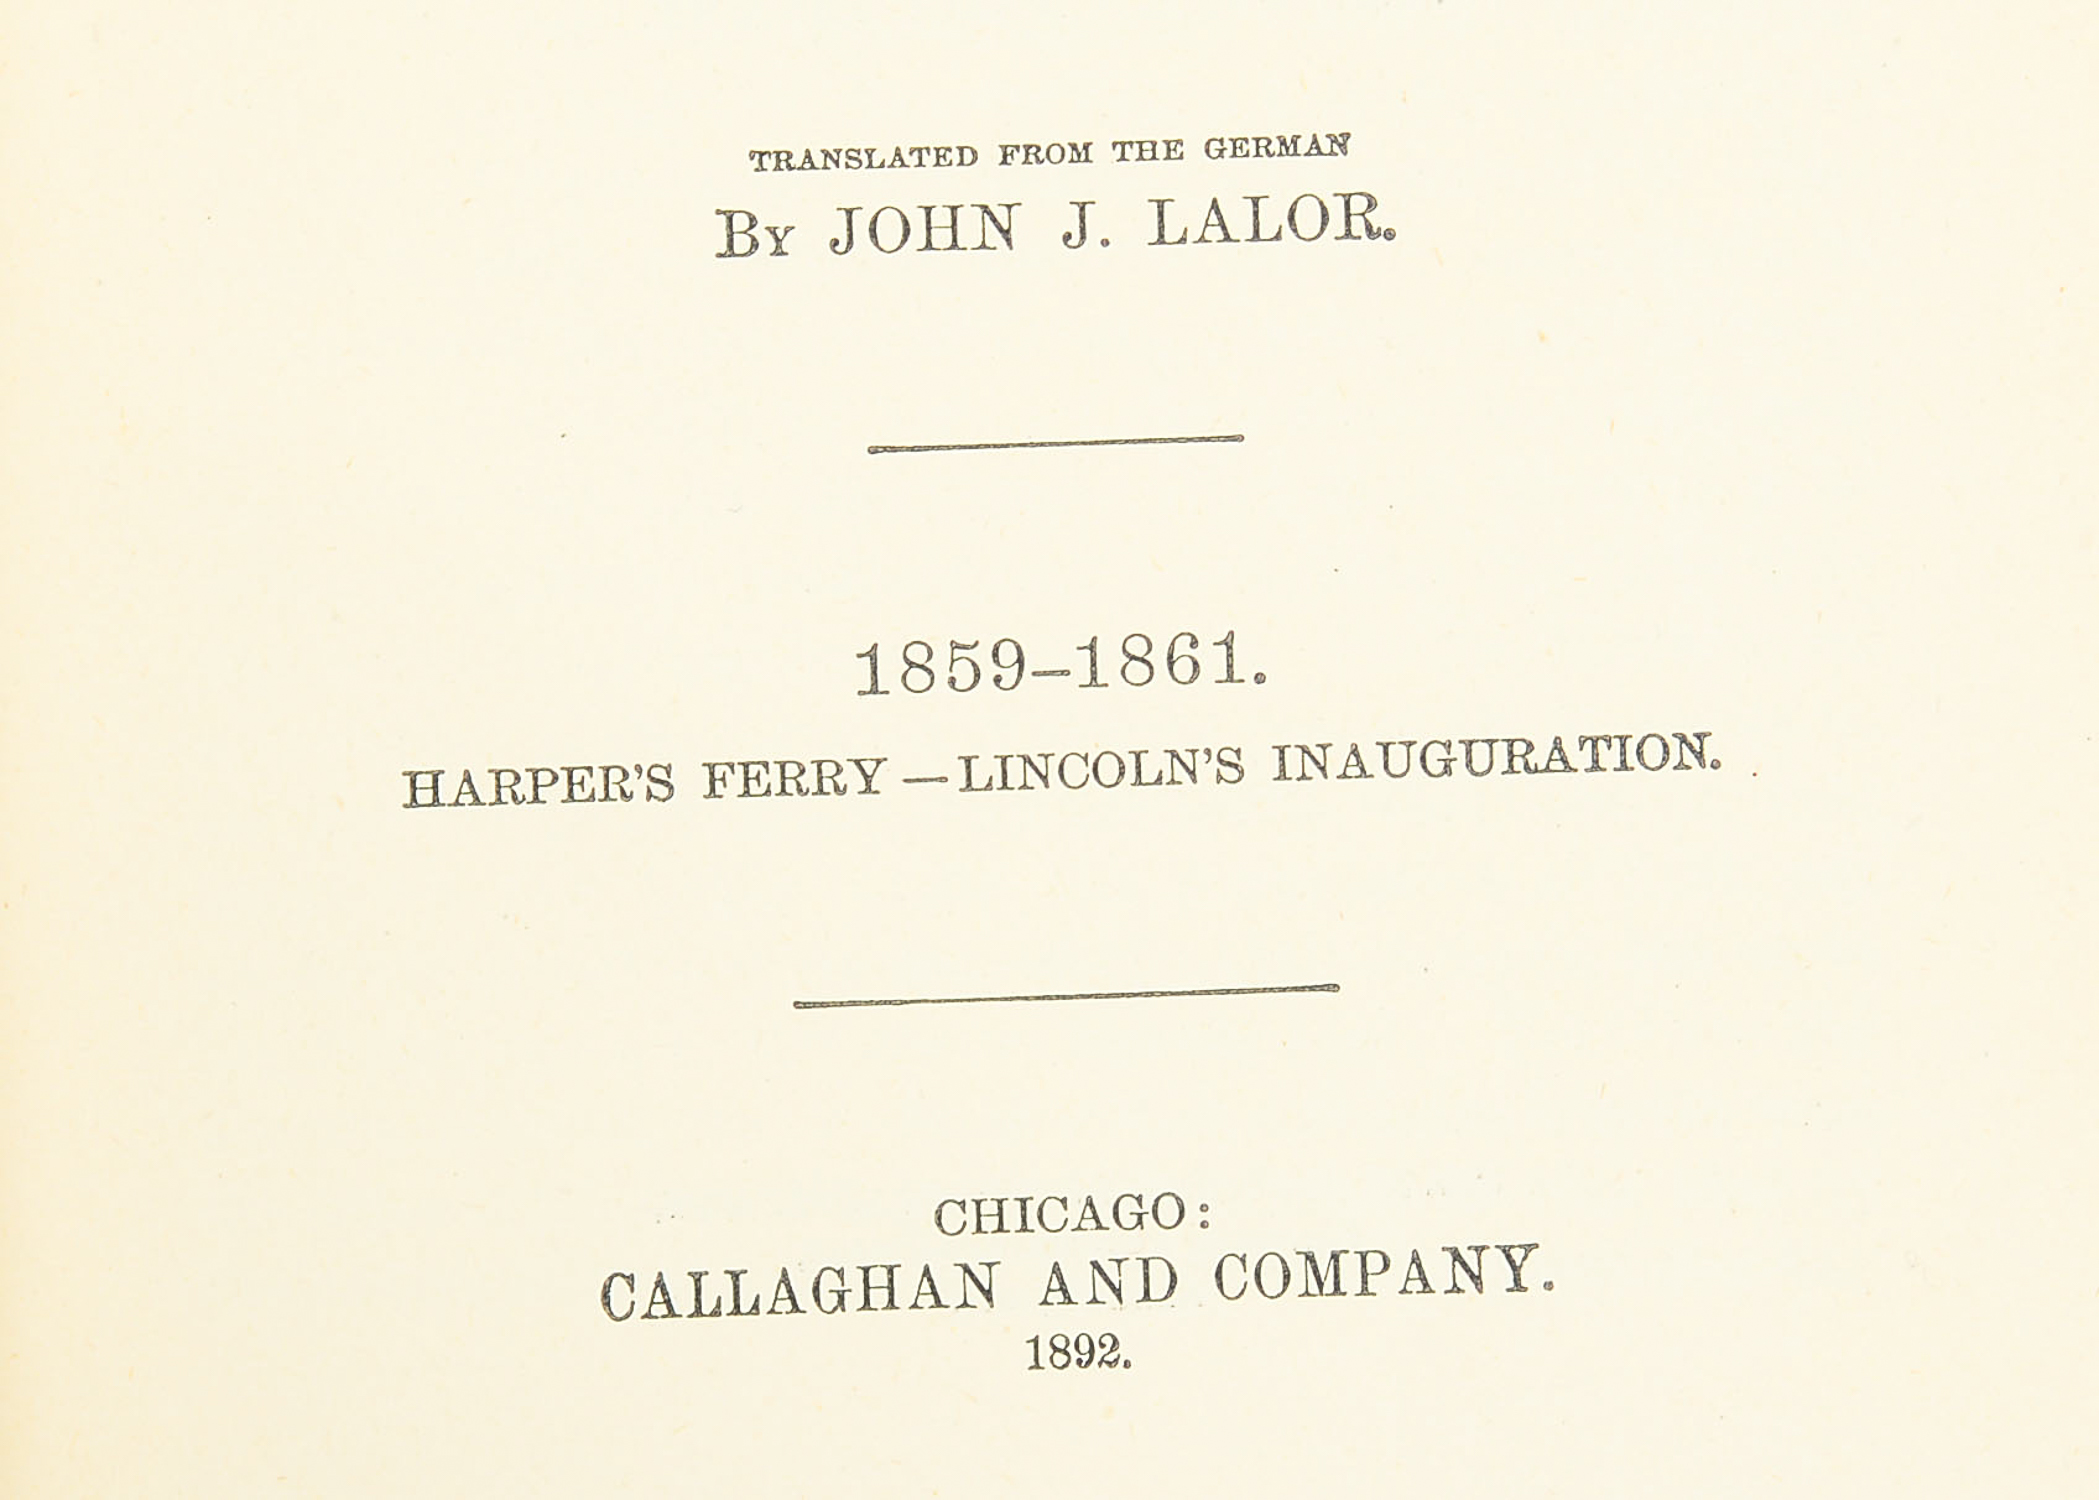 TRANSLATED FROM THE GERMAN
BY JOHN J. LALOR.
1859–1861.
HARPER'S FERRY — LINCOLN'S INAUGURATION.
CHICAGO:
CALLAGHAN AND COMPANY.
1892.